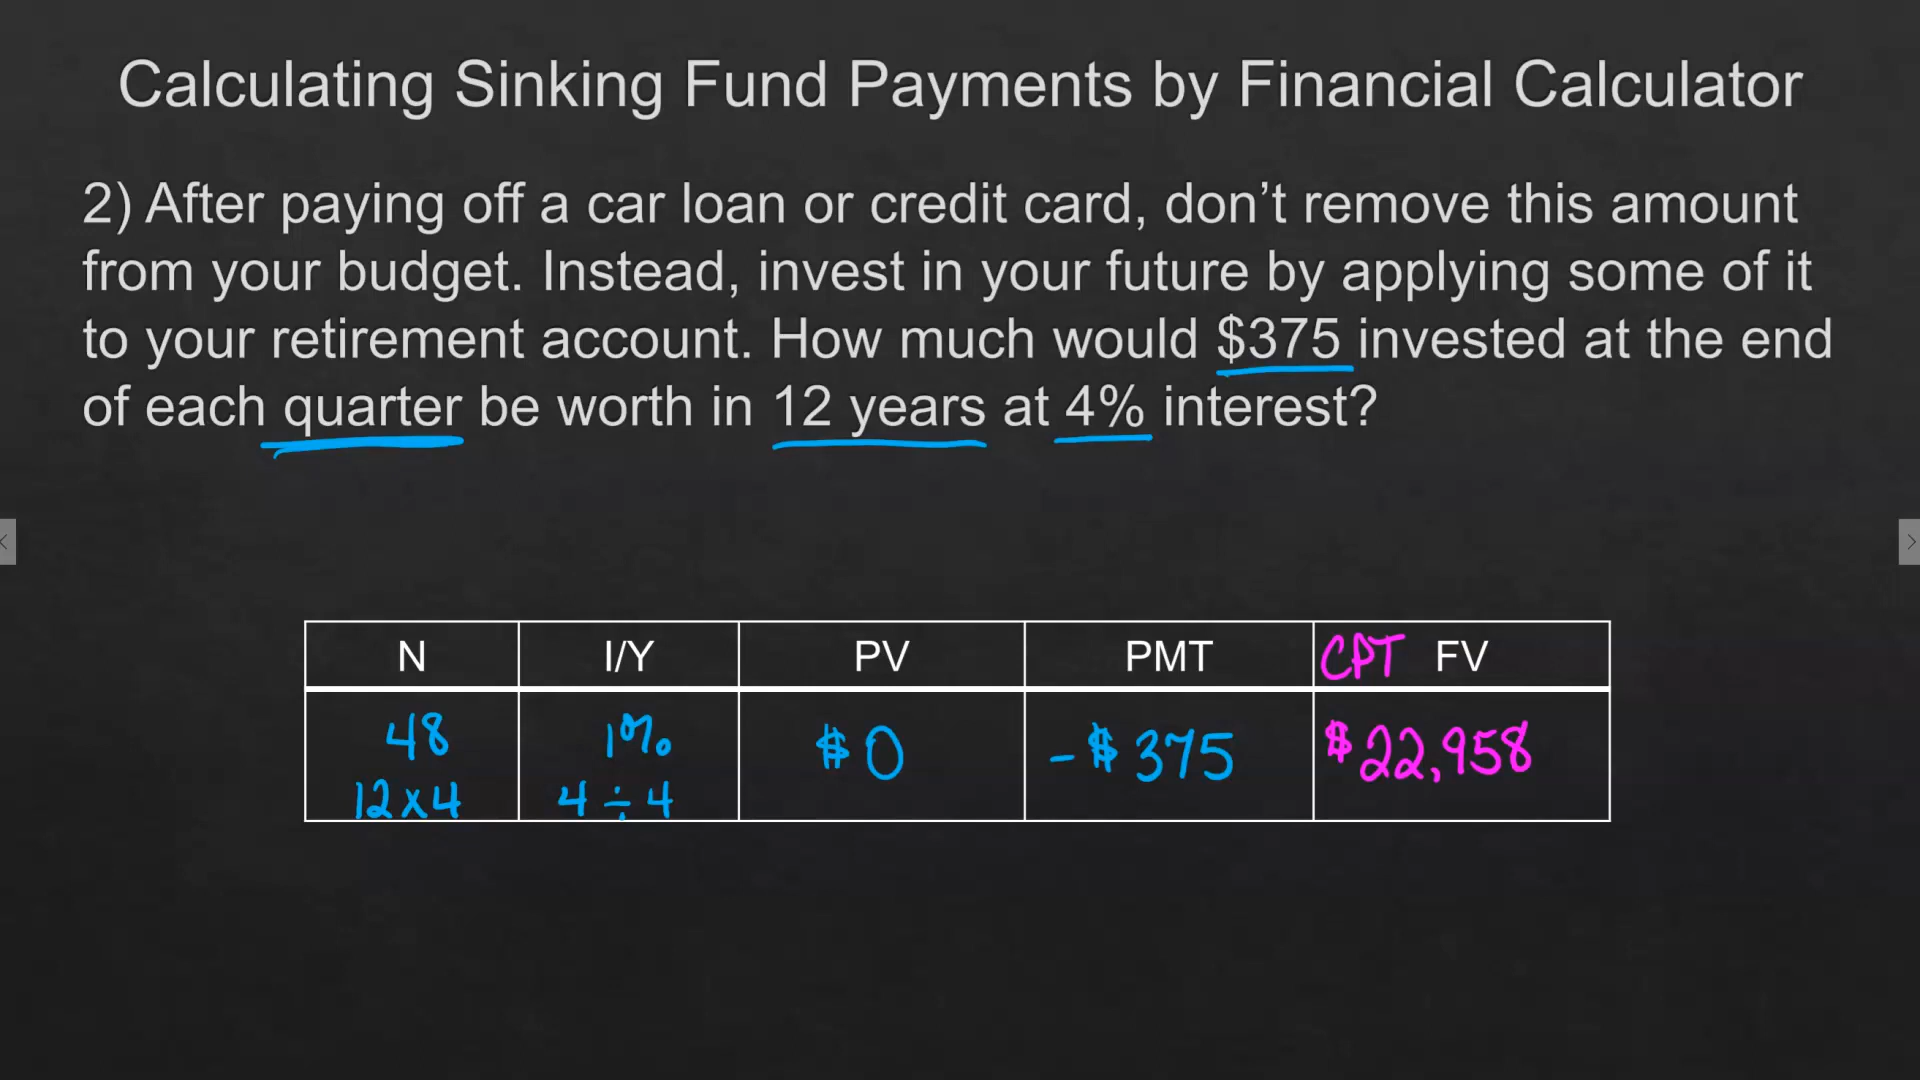 Calculating Sinking Fund Payments by Financial Calculator
2) After paying off a car loan or credit card, don’t remove this amount
from your budget. Instead, invest in your future by applying some of it
to your retirement account. How much would $375 invested at the end
of each quarter be worth in 12 years at 4% interest?
N I/Y PV PMT CPT FV
48 1% $0 -$375 $22,958
12x4 4÷4